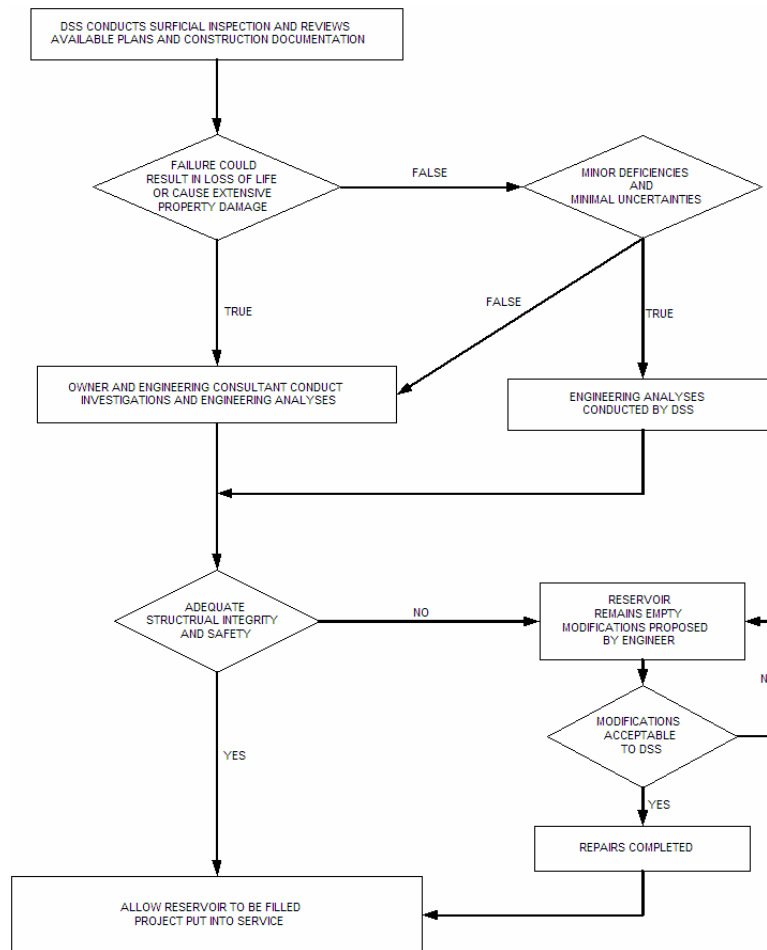 DSS CONDUCTS SURFICIAL INSPECTION AND REVIEWS
AVAILABLE PLANS AND CONSTRUCTION DOCUMENTATION
FAILURE COULD
RESULT IN LOSS OF LIFE
OR CAUSE EXTENSIVE
PROPERTY DAMAGE
FALSE
MINOR DEFICIENCIES
AND
MINIMAL UNCERTAINTIES
TRUE
FALSE
TRUE
OWNER AND ENGINEERING CONSULTANT CONDUCT
INVESTIGATIONS AND ENGINEERING ANALYSES
ENGINEERING ANALYSES
CONDUCTED BY DSS
ADEQUATE
STRUCTRUAL INTEGRITY
AND SAFETY
NO
RESERVOIR
REMAINS EMPTY
MODIFICATIONS PROPOSED
BY ENGINEER
N
MODIFICATIONS
ACCEPTABLE
TO DSS
YES
YES
REPAIRS COMPLETED
ALLOW RESERVOIR TO BE FILLED
PROJECT PUT INTO SERVICE